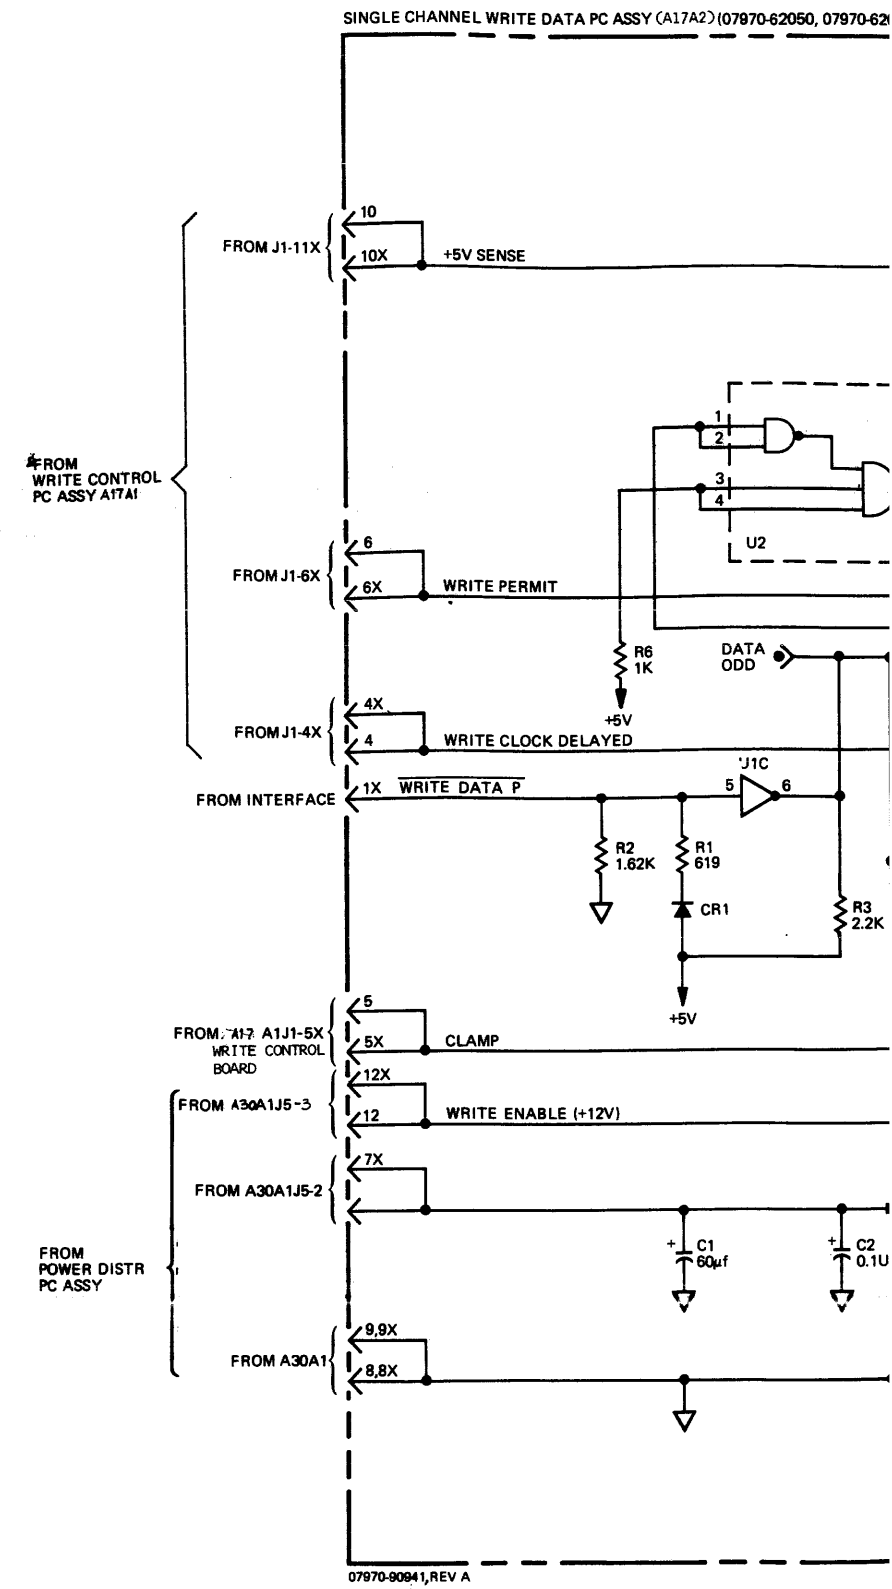 SINGLE CHANNEL WRITE DATA PC ASSY (A17A2) (07970-62050, 07970-62
10
FROM J1-11X
10X
+5V SENSE
1
2
FROM
WRITE CONTROL
PC ASSY A17A1
3
4
U2
6
FROM J1-6X
6X
WRITE PERMIT
R6
1K
DATA
ODD
+5V
4X
FROM J1-4X
4
WRITE CLOCK DELAYED
U1C
FROM INTERFACE
1X
WRITE DATA P
5
6
R2
1.62K
R1
619
CR1
R3
2.2K
+5V
5
FROM A17 A1J1-5X
WRITE CONTROL
BOARD
5X
CLAMP
12X
FROM A30A1J5-3
12
WRITE ENABLE (+12V)
7X
FROM A30A1J5-2
+
C1
60µf
+
C2
0.1U
FROM
POWER DISTR
PC ASSY
9,9X
FROM A30A1
8,8X
07970-90941, REV A